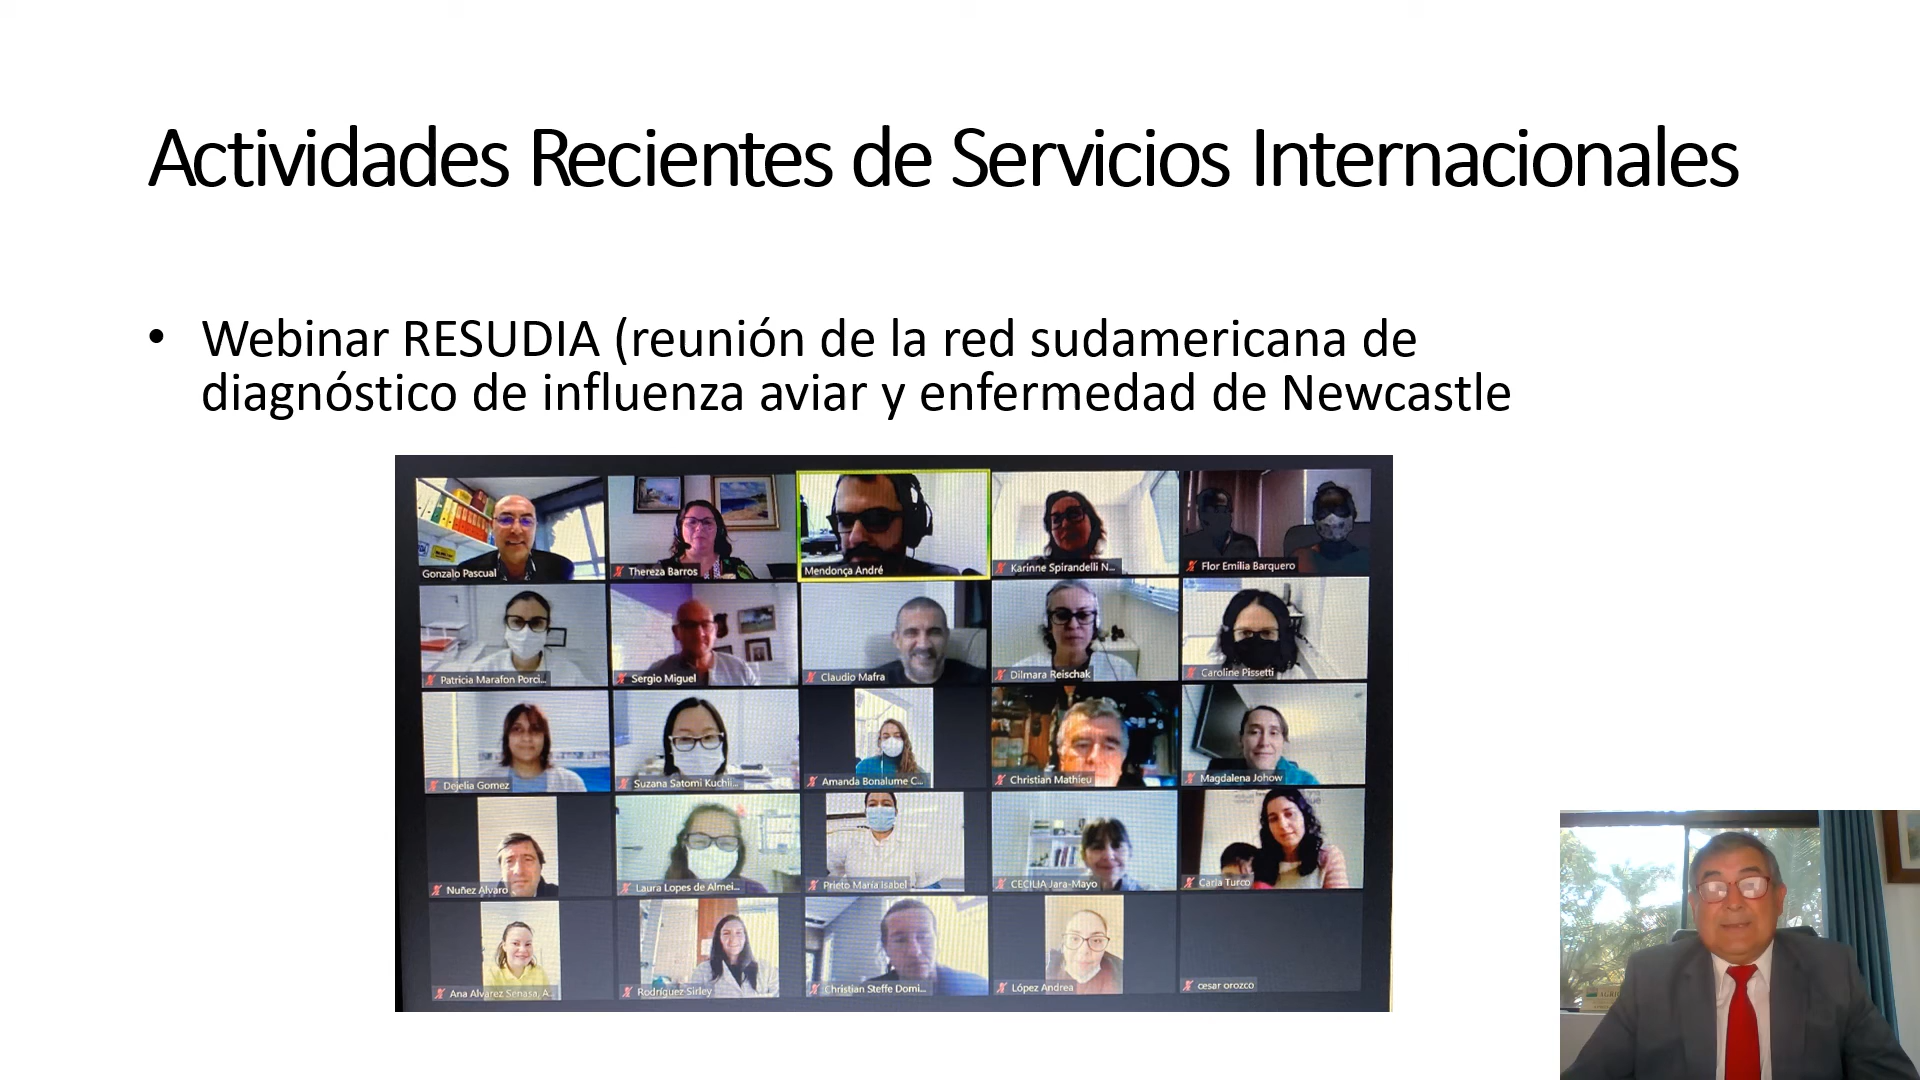 Actividades Recientes de Servicios Internacionales
• Webinar RESUDIA (reunión de la red sudamericana de
diagnóstico de influenza aviar y enfermedad de Newcastle
Gonzalo Pascual
Thereza Barros
Mendonça André
Karinne Spirandelli N...
Flor Emilia Barquero
Patricia Marafon Porci...
Sergio Miguel
Claudio Mafra
Dilmara Reischak
Caroline Pissetti
Dejelia Gomez
Suzana Satomi Kuchii...
Amanda Bonalume C...
Christian Mathieu
Magdalena Johow
Nuñez Alvaro
Laura Lopes de Almei...
Prieto Maria Isabel
CECILIA Jara-Mayo
Carla Turco
Ana Alvarez Senasa, A...
Rodríguez Sirley
Christian Steffe Domi...
López Andrea
cesar orozco